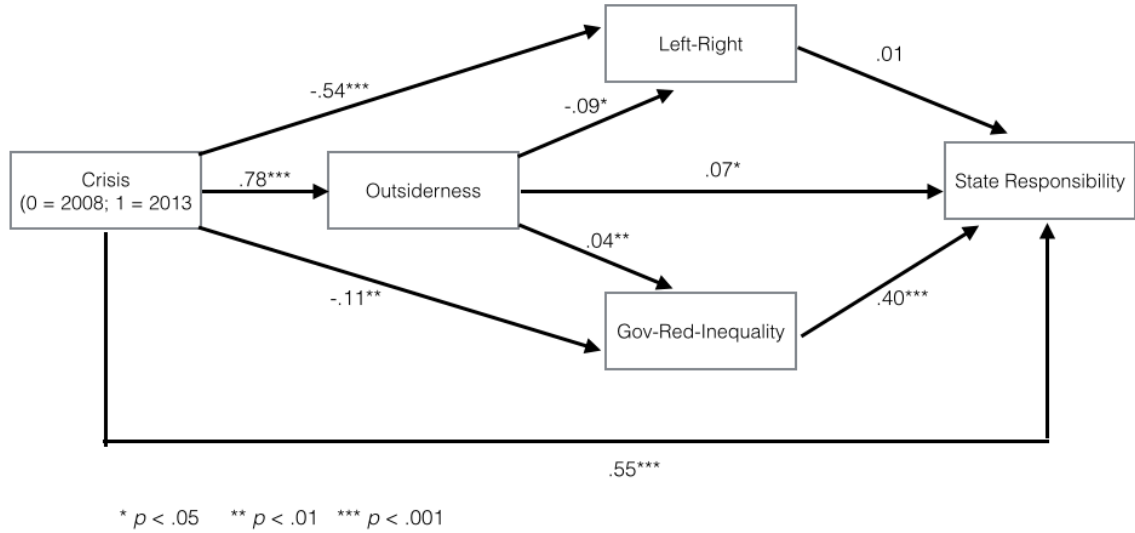 Left-Right
.01
-.54***
-.09*
Crisis
(0 = 2008; 1 = 2013
.78***
Outsiderness
.07*
State Responsibility
.04**
-.11**
Gov-Red-Inequality
.40***
.55***
* p < .05 ** p < .01 *** p < .001